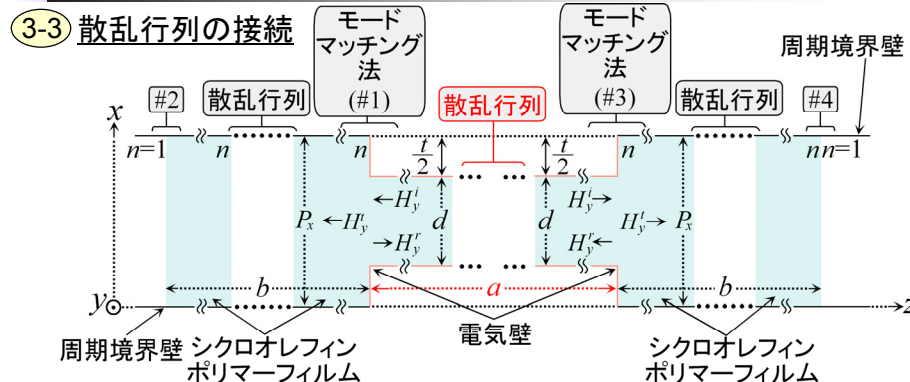 3-3 散乱行列の接続
モード
マッチング
法
(#1)
モード
マッチング
法
(#3)
周期境界壁
#2
散乱行列
散乱行列
散乱行列
#4
x
n=1
n
n
t/2
t/2
n
n
n=1
P_x
←H_y^t
←H_y^i
→H_y^r
d
d
H_y^i→
H_y^r←
H_y^t→
P_x
b
a
b
y
z
周期境界壁
シクロオレフィン
ポリマーフィルム
電気壁
シクロオレフィン
ポリマーフィルム